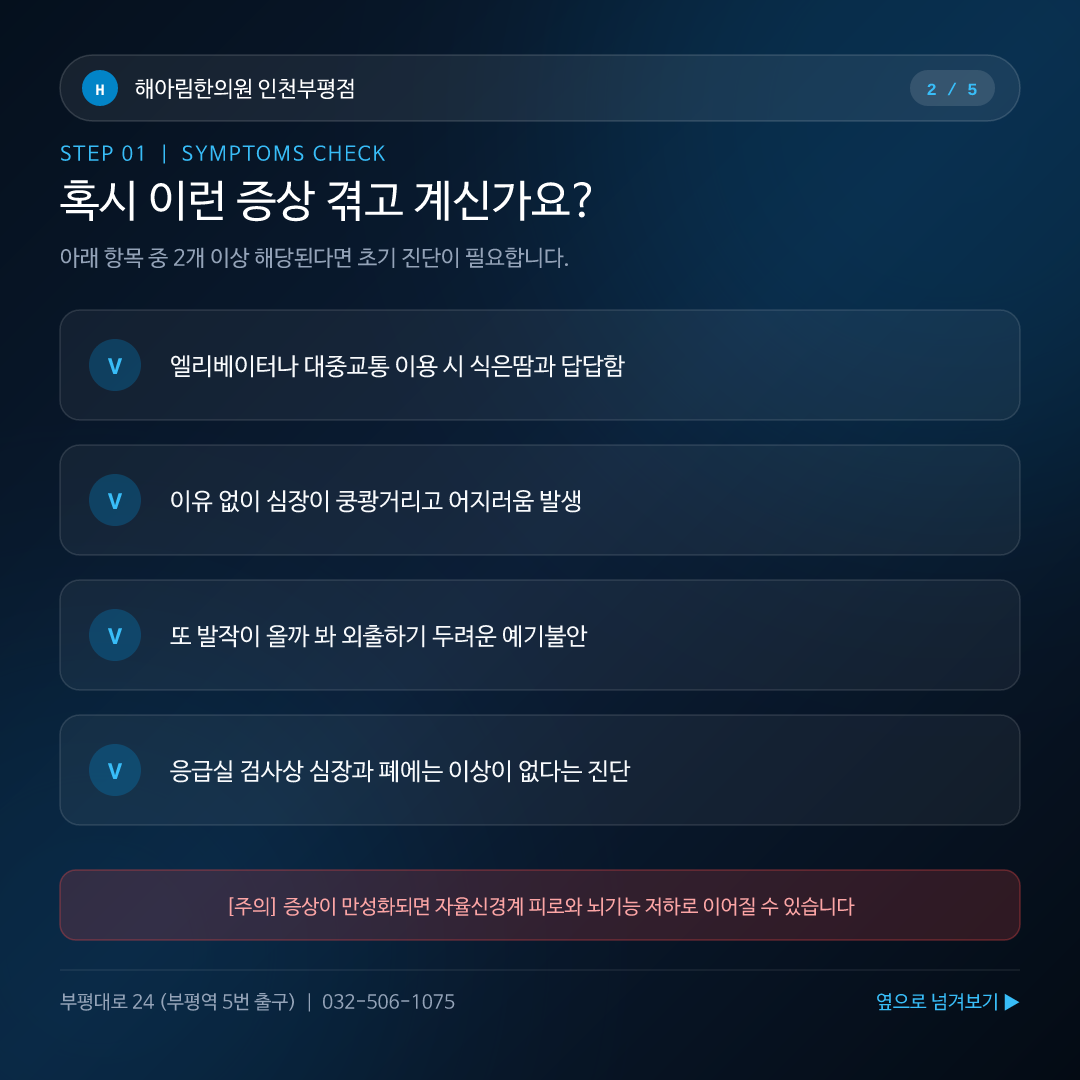 H 해아림한의원 인천부평점 2 / 5
STEP 01 | SYMPTOMS CHECK
혹시 이런 증상 겪고 계신가요?
아래 항목 중 2개 이상 해당된다면 초기 진단이 필요합니다.
V 엘리베이터나 대중교통 이용 시 식은땀과 답답함
V 이유 없이 심장이 쿵쾅거리고 어지러움 발생
V 또 발작이 올까 봐 외출하기 두려운 예기불안
V 응급실 검사상 심장과 폐에는 이상이 없다는 진단
[주의] 증상이 만성화되면 자율신경계 피로와 뇌기능 저하로 이어질 수 있습니다
부평대로 24 (부평역 5번 출구) | 032-506-1075 옆으로 넘겨보기 ▶